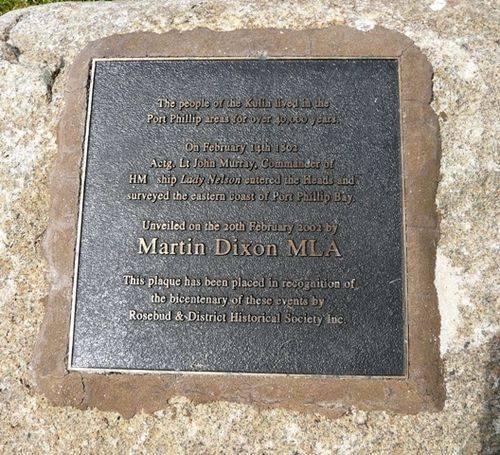 The people of the Kulin lived in the
Port Phillip areas for over 40,000 years.
On February 14th 1802
Actg. Lt John Murray, Commander of
HM ship Lady Nelson entered the Heads and
surveyed the eastern coast of Port Phillip Bay.
Unveiled on the 20th February 2002 by
Martin Dixon MLA
This plaque has been placed in recognition of
the bicentenary of these events by
Rosebud & District Historical Society Inc.